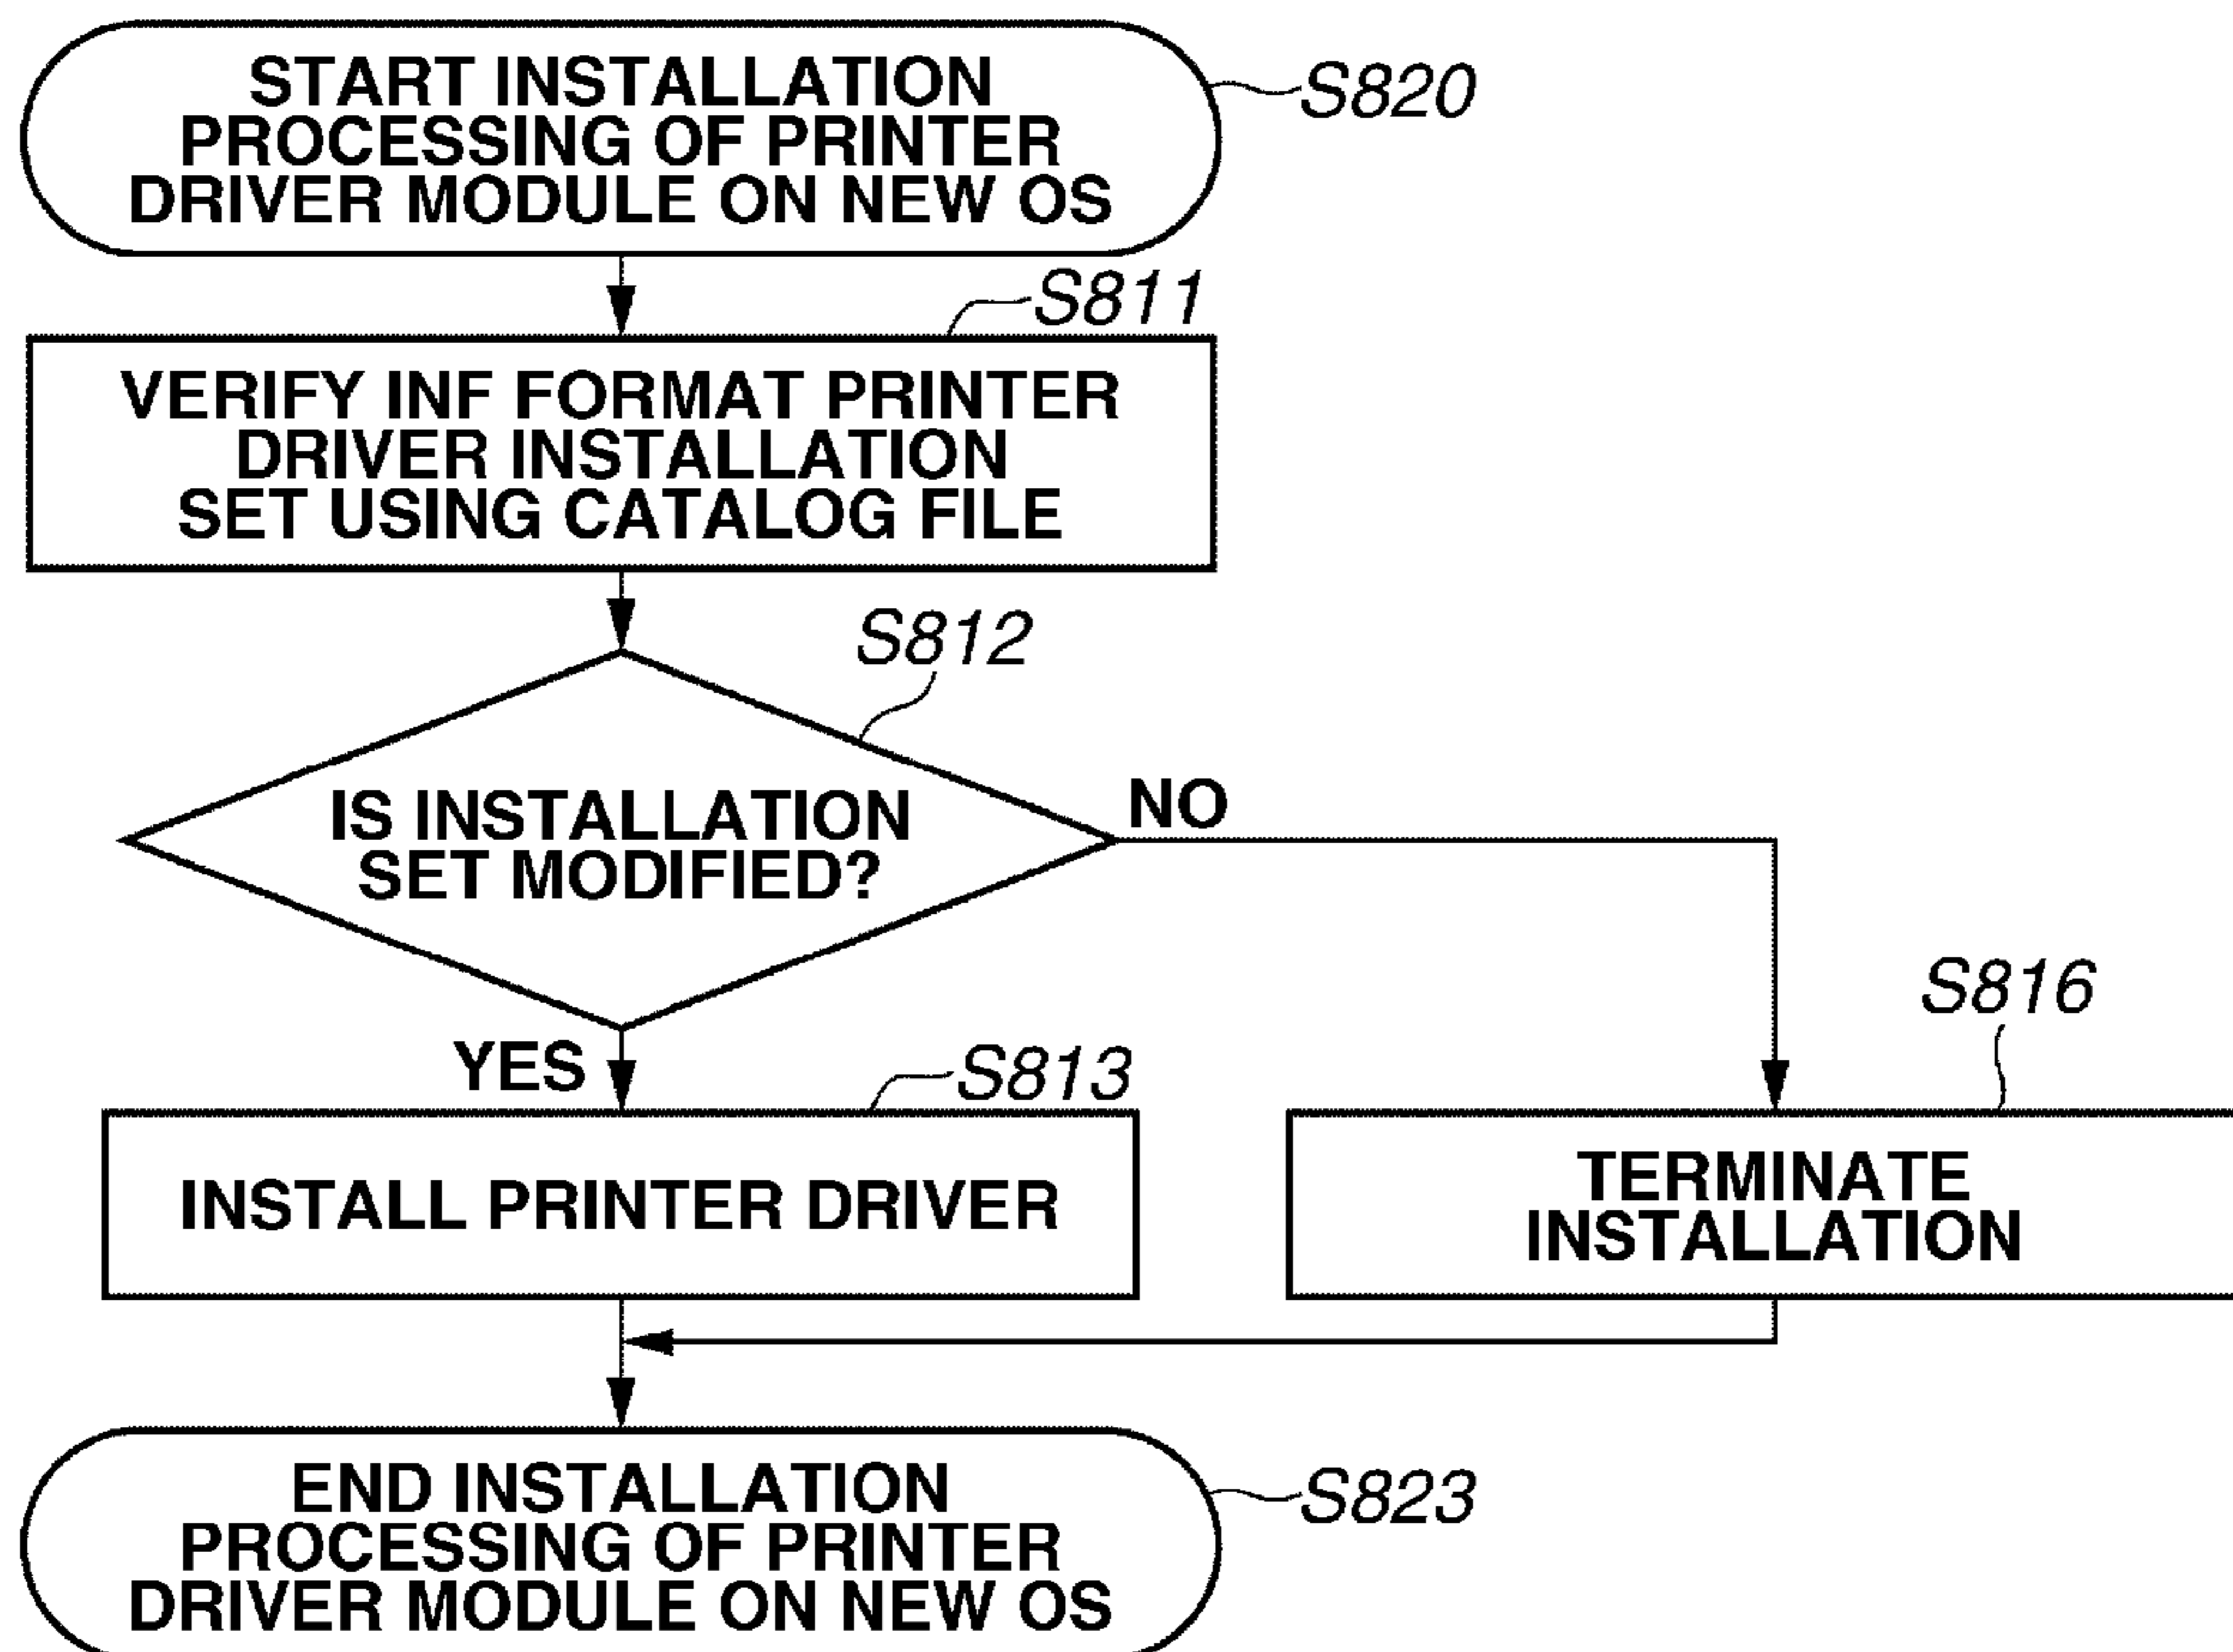 START INSTALLATION
PROCESSING OF PRINTER
DRIVER MODULE ON NEW OS
S820
S811
VERIFY INF FORMAT PRINTER
DRIVER INSTALLATION
SET USING CATALOG FILE
S812
IS INSTALLATION
SET MODIFIED?
NO
YES
S813
INSTALL PRINTER DRIVER
S816
TERMINATE
INSTALLATION
END INSTALLATION
PROCESSING OF PRINTER
DRIVER MODULE ON NEW OS
S823